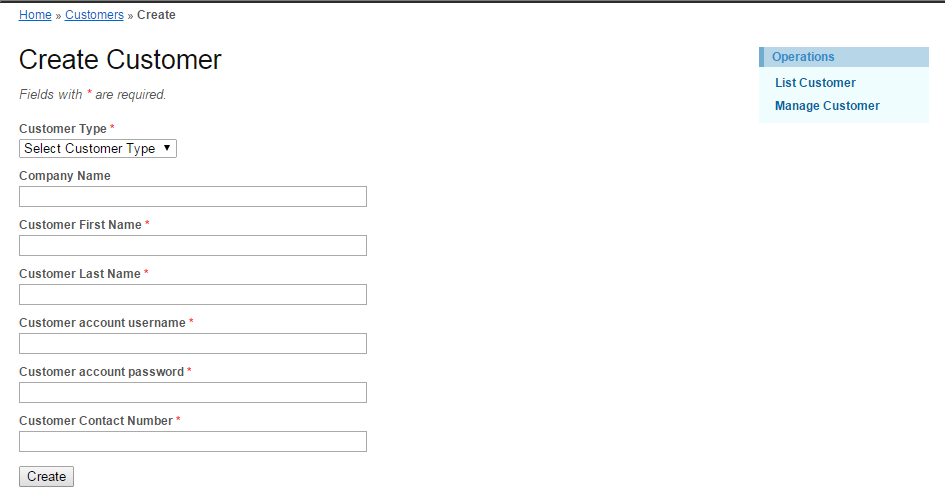 Home » Customers » Create
Create Customer
Fields with * are required.
Customer Type *
Select Customer Type
Company Name
Customer First Name *
Customer Last Name *
Customer account username *
Customer account password *
Customer Contact Number *
Create
Operations
List Customer
Manage Customer